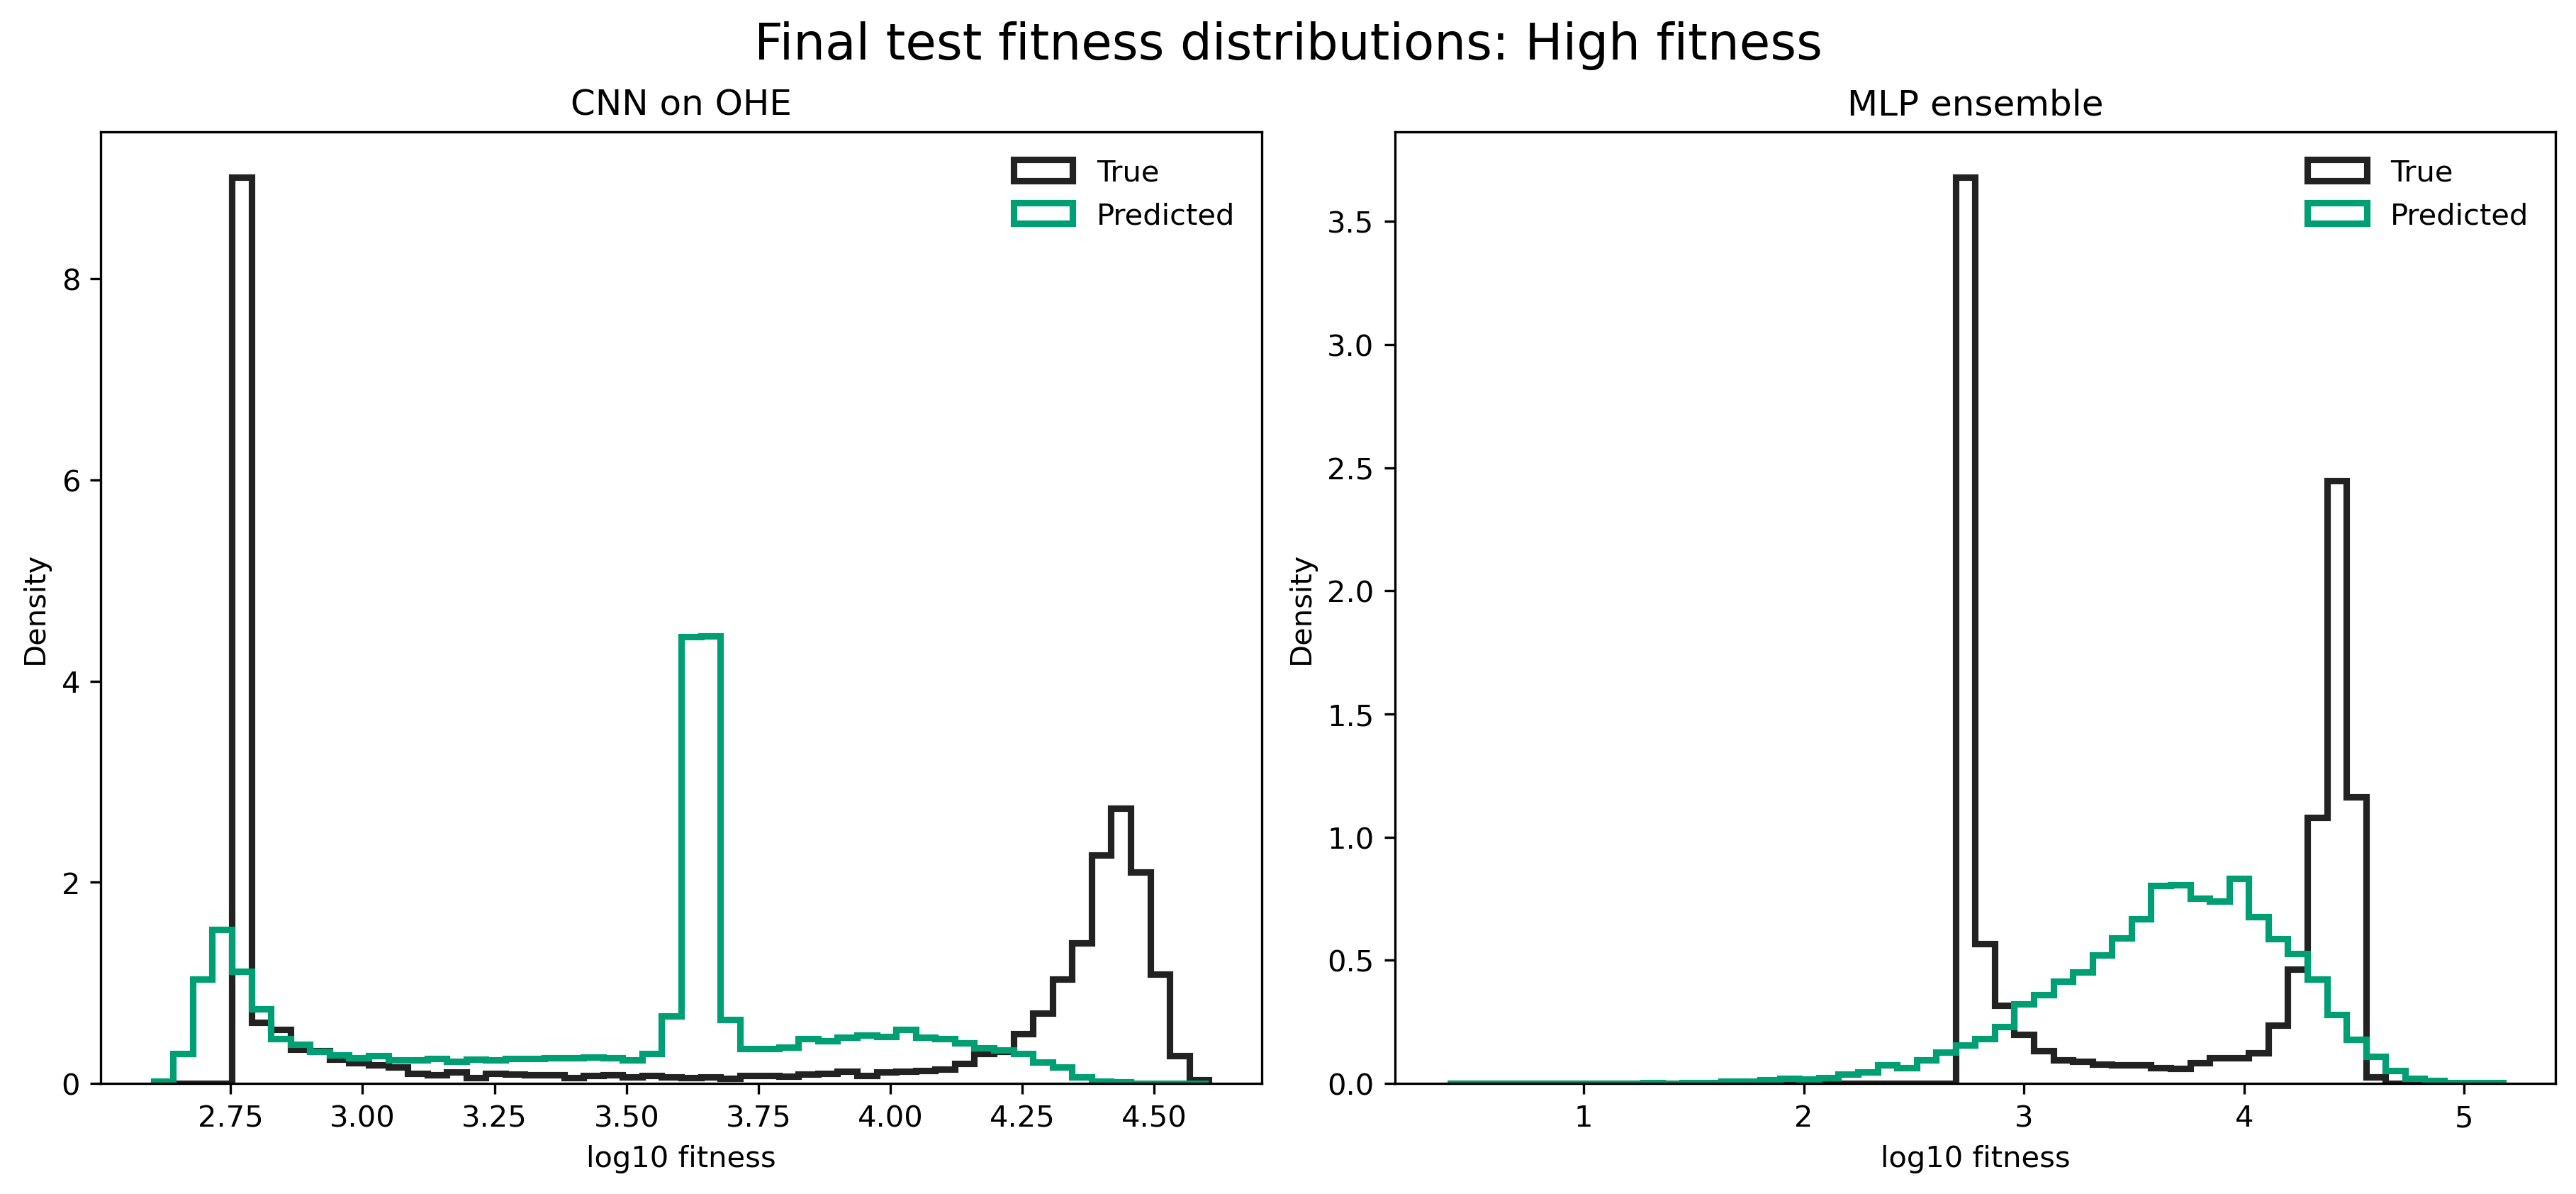 Final test fitness distributions: High fitness
CNN on OHE
True
Predicted
8
6
4
2
0
Density
2.75 3.00 3.25 3.50 3.75 4.00 4.25 4.50
log10 fitness
MLP ensemble
True
Predicted
3.5
3.0
2.5
2.0
1.5
1.0
0.5
0.0
Density
1 2 3 4 5
log10 fitness